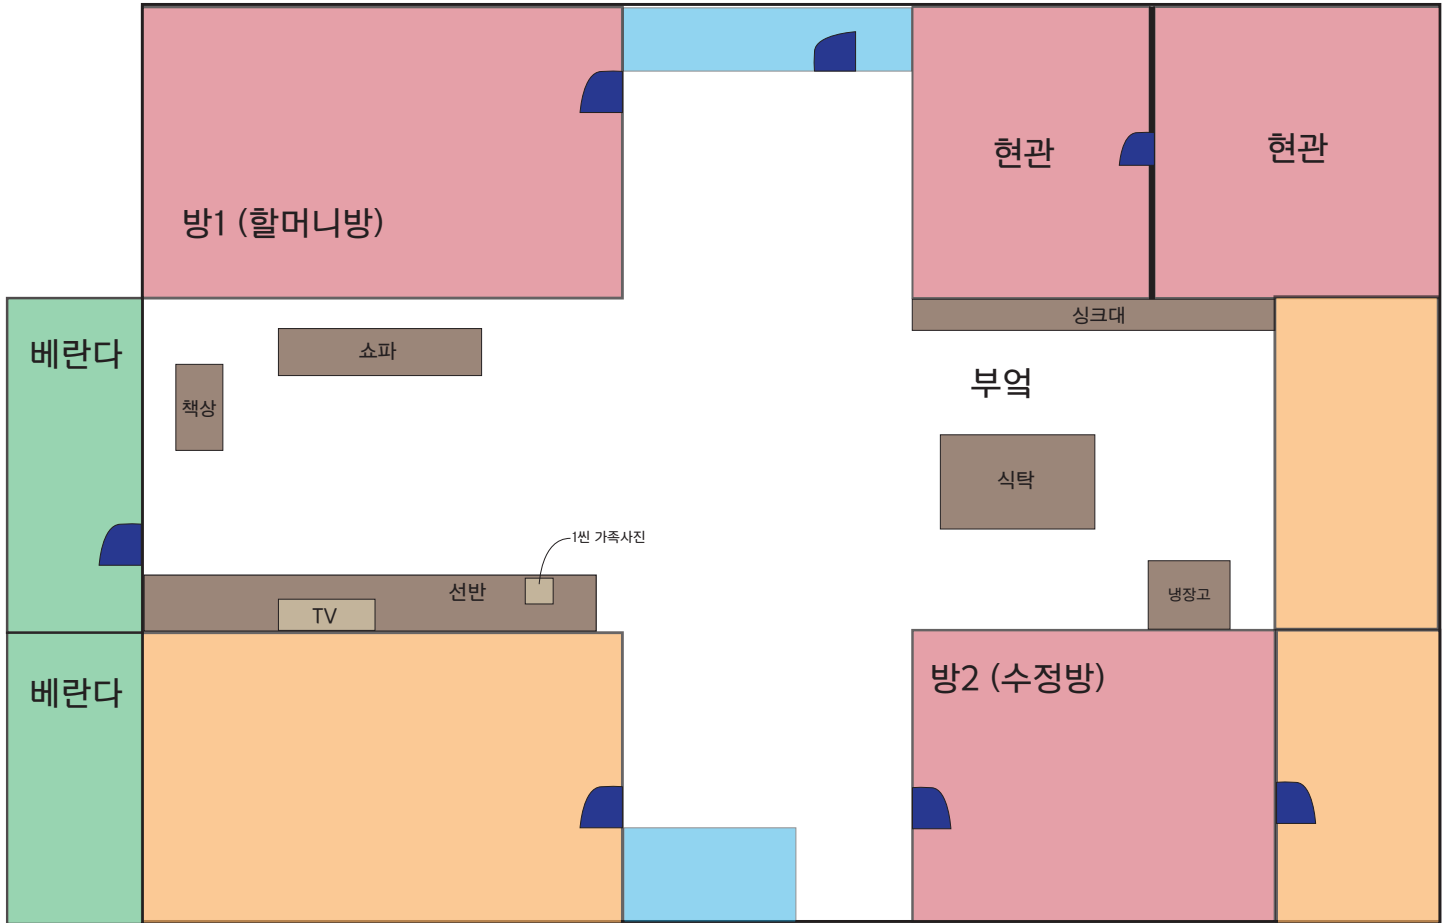 현관
현관
방1 (할머니방)
싱크대
베란다
쇼파
부엌
책상
식탁
1씬 가족사진
선반
TV
냉장고
베란다
방2 (수정방)